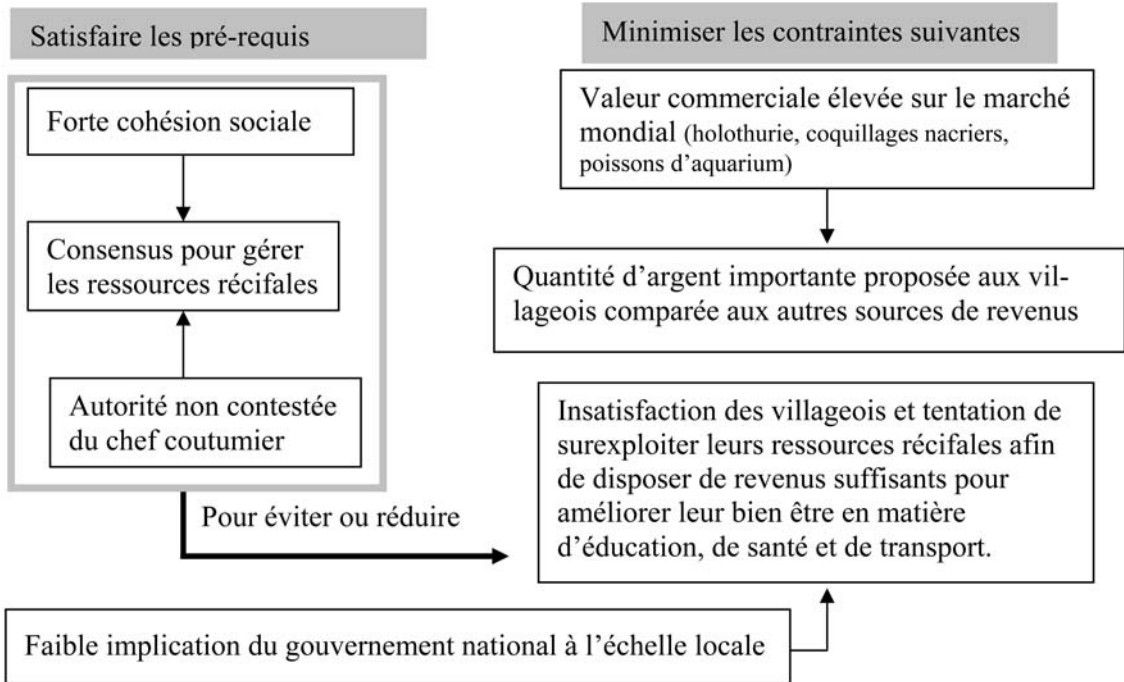 Satisfaire les pré-requis
Forte cohésion sociale
Consensus pour gérer
les ressources récifales
Autorité non contestée
du chef coutumier
Pour éviter ou réduire
Minimiser les contraintes suivantes
Valeur commerciale élevée sur le marché
mondial (holothurie, coquillages nacriers,
poissons d’aquarium)
Quantité d’argent importante proposée aux vil-
lageois comparée aux autres sources de revenus
Insatisfaction des villageois et tentation de
surexploiter leurs ressources récifales afin
de disposer de revenus suffisants pour
améliorer leur bien être en matière
d’éducation, de santé et de transport.
Faible implication du gouvernement national à l’échelle locale